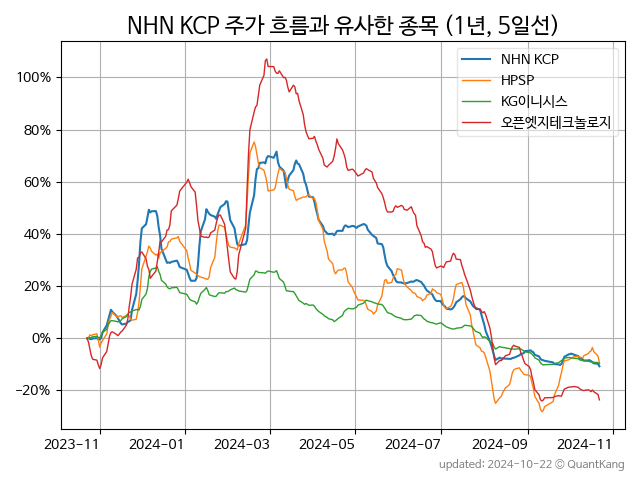 NHN KCP 주가 흐름과 유사한 종목 (1년, 5일선)
NHN KCP
HPSP
KG이니시스
오픈엣지테크놀로지
100%
80%
60%
40%
20%
0%
−20%
2023-11
2024-01
2024-03
2024-05
2024-07
2024-09
2024-11
updated: 2024-10-22 © QuantKang